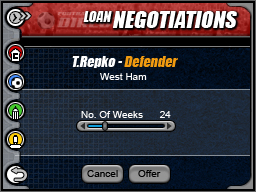 LOAN NEGOTIATIONS
T.Repko - Defender
West Ham
No. Of Weeks 24
Cancel Offer